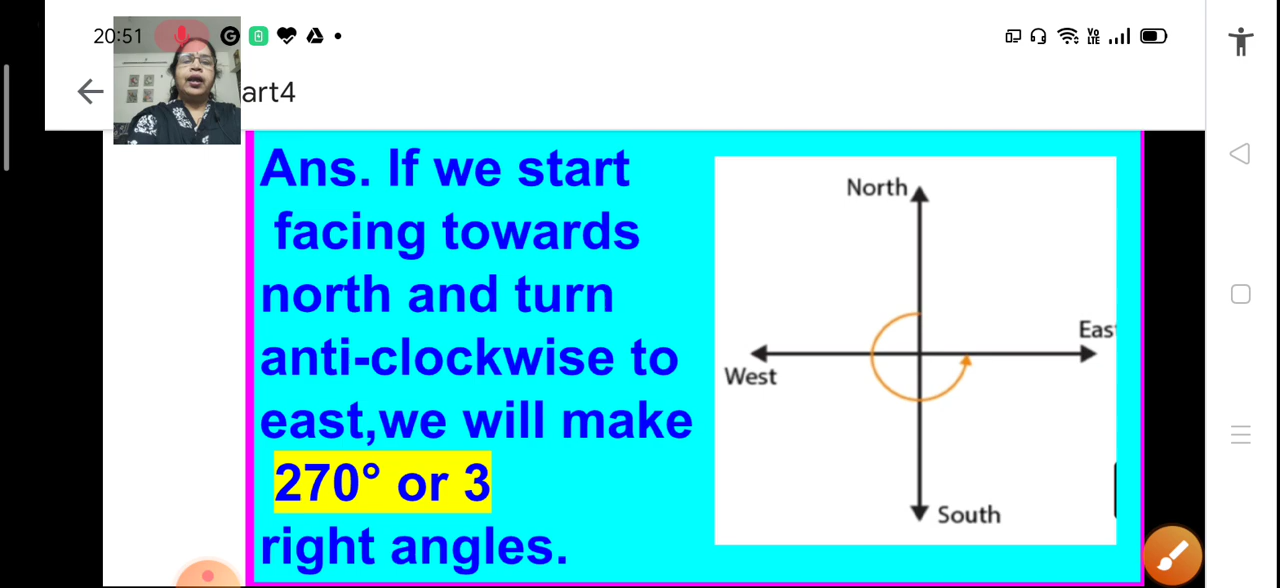 20:51
art4
Ans. If we start
facing towards
north and turn
anti-clockwise to
east,we will make
270° or 3
right angles.
North
Eas
West
South